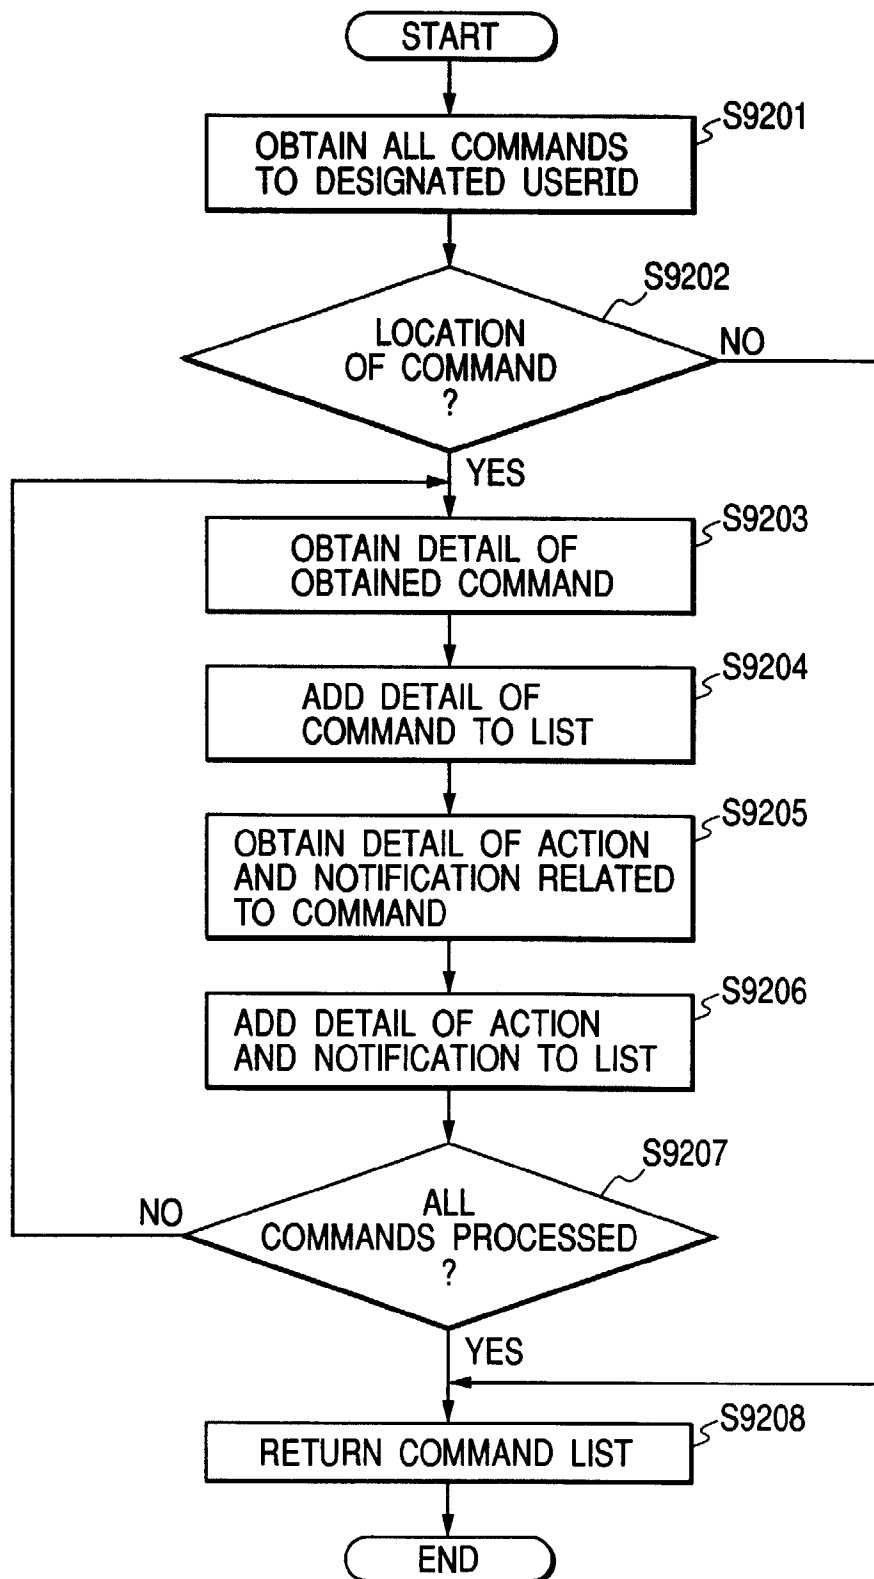 START
S9201
OBTAIN ALL COMMANDS
TO DESIGNATED USERID
S9202
LOCATION
OF COMMAND
?
NO
YES
S9203
OBTAIN DETAIL OF
OBTAINED COMMAND
S9204
ADD DETAIL OF
COMMAND TO LIST
S9205
OBTAIN DETAIL OF ACTION
AND NOTIFICATION RELATED
TO COMMAND
S9206
ADD DETAIL OF ACTION
AND NOTIFICATION TO LIST
S9207
ALL
COMMANDS PROCESSED
?
NO
YES
S9208
RETURN COMMAND LIST
END